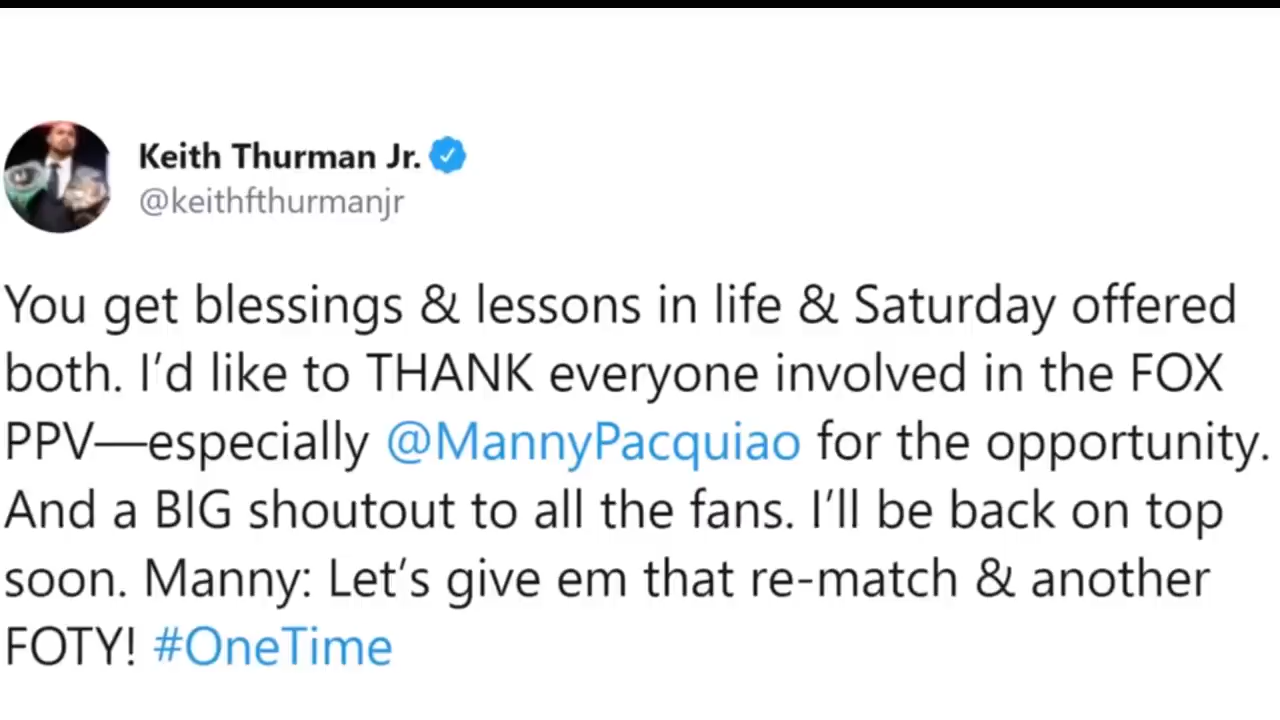 Keith Thurman Jr.
@keithfthurmanjr
You get blessings & lessons in life & Saturday offered
both. I'd like to THANK everyone involved in the FOX
PPV—especially @MannyPacquiao for the opportunity.
And a BIG shoutout to all the fans. I'll be back on top
soon. Manny: Let's give em that re-match & another
FOTY! #OneTime